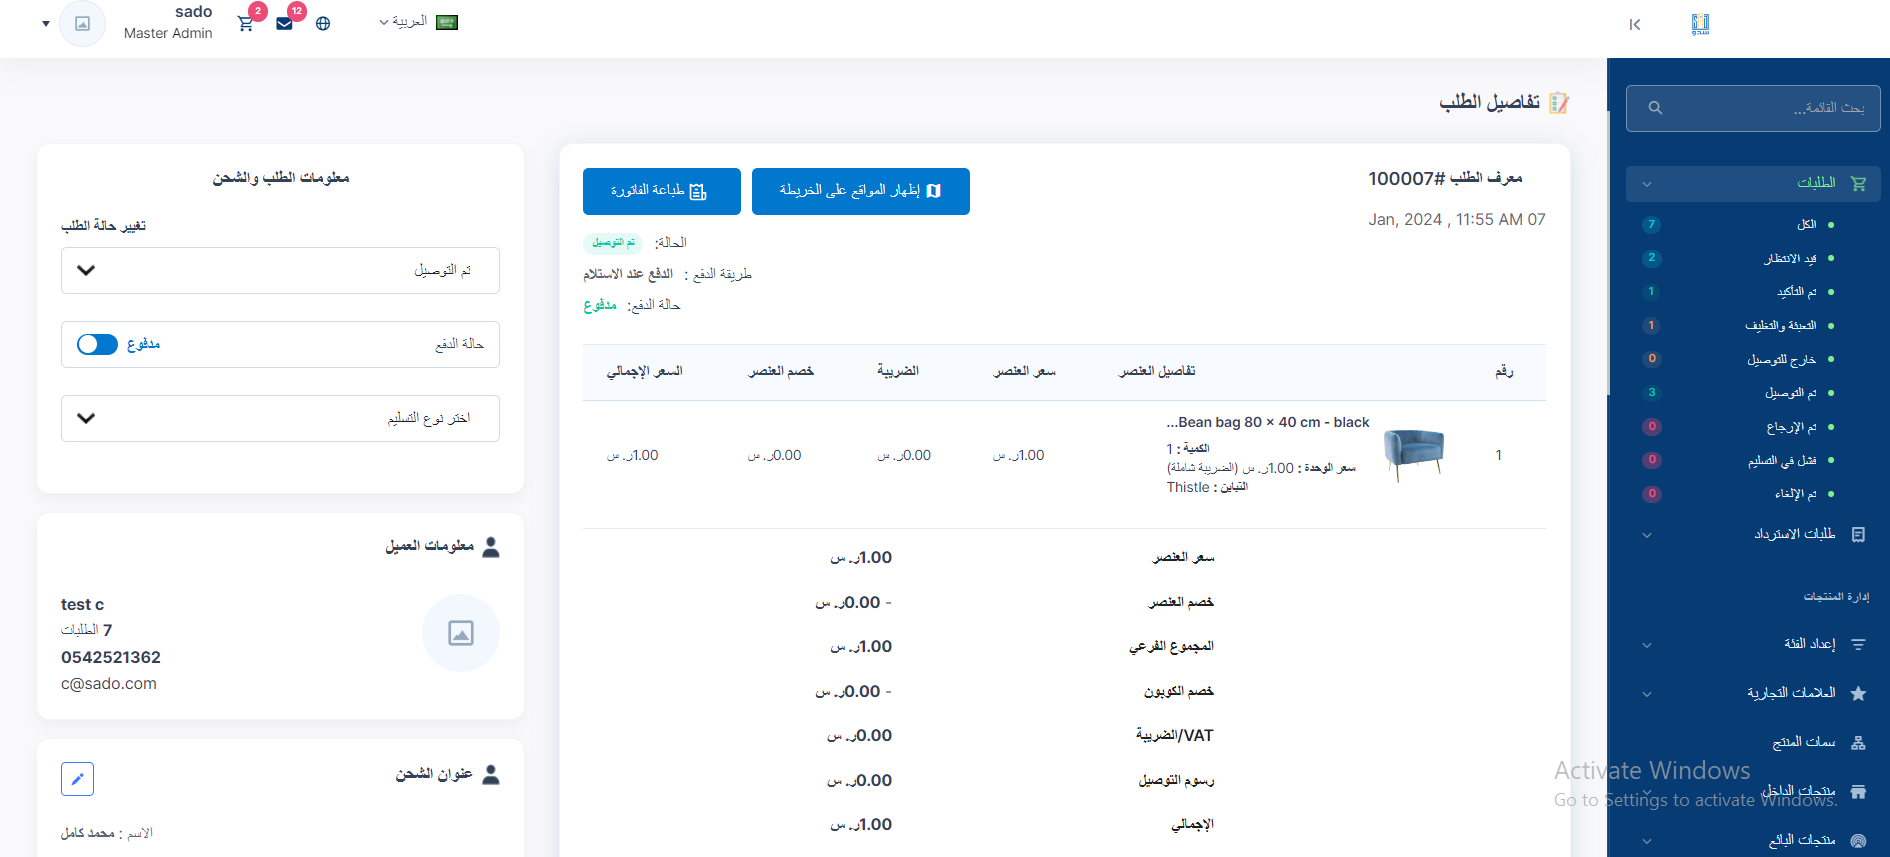 sado
Master Admin
2
12
العربية
سدو
بحث القائمة...
الطلبات
الكل
7
قيد الانتظار
2
تم التأكيد
1
التعبئة والتغليف
1
خارج للتوصيل
0
تم التوصيل
3
تم الإرجاع
0
فشل في التسليم
0
تم الإلغاء
0
طلبات الاسترداد
إدارة المنتجات
إعداد الفئة
العلامات التجارية
سمات المنتج
منتجات الداخل
منتجات البائع
تفاصيل الطلب
معرف الطلب #100007
07 Jan, 2024 , 11:55 AM
إظهار المواقع على الخريطة
طباعة الفاتورة
الحالة: تم التوصيل
طريقة الدفع : الدفع عند الاستلام
حالة الدفع: مدفوع
رقم تفاصيل العنصر سعر العنصر الضريبة خصم العنصر السعر الإجمالي
1
Bean bag 80 × 40 cm - black...
الكمية : 1
سعر الوحدة : 1.00ر. س (الضريبة شاملة)
التباين : Thistle
1.00ر. س 0.00ر. س 0.00ر. س 1.00ر. س
سعر العنصر 1.00ر. س
خصم العنصر - 0.00ر. س
المجموع الفرعي 1.00ر. س
خصم الكوبون - 0.00ر. س
VAT/الضريبة 0.00ر. س
رسوم التوصيل 0.00ر. س
الإجمالي 1.00ر. س
معلومات الطلب والشحن
تغيير حالة الطلب
تم التوصيل
حالة الدفع مدفوع
اختر نوع التسليم
معلومات العميل
test c
7 الطلبات
0542521362
c@sado.com
عنوان الشحن
الاسم : محمد كامل
Activate Windows
Go to Settings to activate Windows.